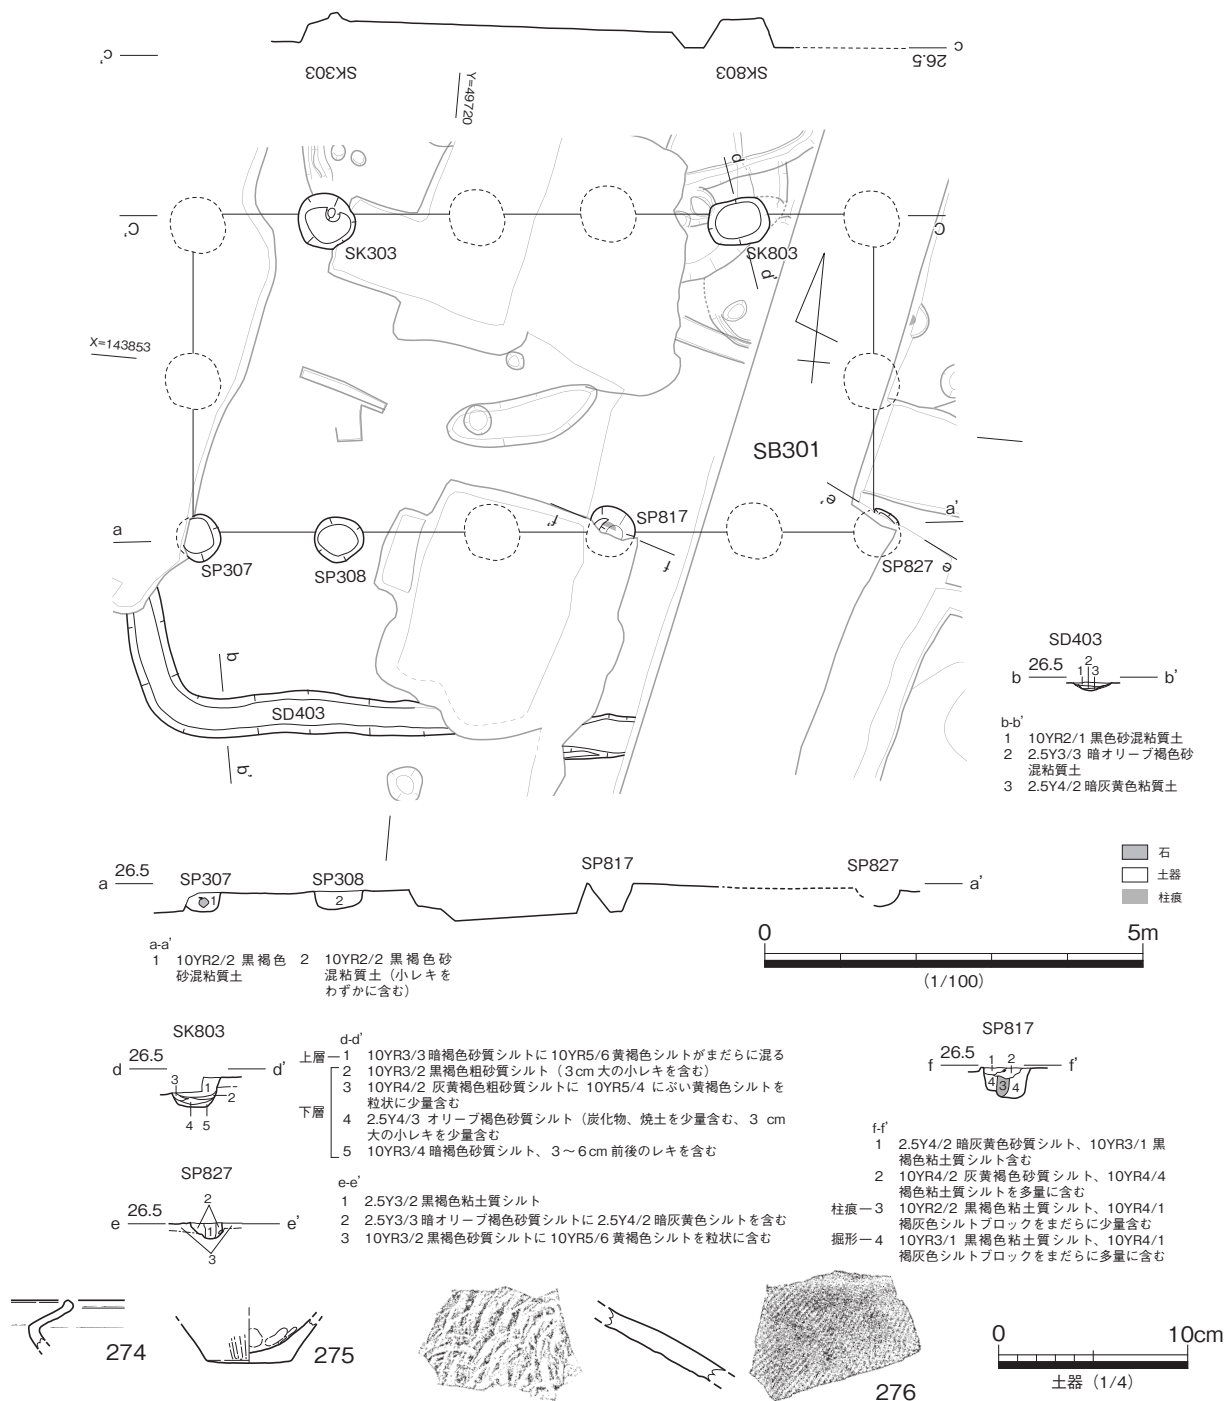 c'
SK303
SK803
26.5
c
Y=49720
d
C'
C
SK303
SK803
d'
X=143853
SB301
e'
a
f'
SP817
a'
SP307
SP308
f
SP827
e
b
SD403
b'
SD403
b 26.5 1 2 3 b'
b-b'
1 10YR2/1 黒色砂混粘質土
2 2.5Y3/3 暗オリーブ褐色砂
混粘質土
3 2.5Y4/2 暗灰黄色粘質土
a 26.5 SP307 SP308 SP817 SP827 a'
1 2
石
土器
柱痕
0 5m
(1/100)
a-a'
1 10YR2/2 黒褐色
砂混粘質土
2 10YR2/2 黒褐色砂
混粘質土（小レキを
わずかに含む）
SK803
d 26.5 d'
3 1 2
4 5
d-d'
上層 1 10YR3/3 暗褐色砂質シルトに 10YR5/6 黄褐色シルトがまだらに混る
下層
2 10YR3/2 黒褐色粗砂質シルト（3cm 大の小レキを含む）
3 10YR4/2 灰黄褐色粗砂質シルトに 10YR5/4 にぶい黄褐色シルトを
粒状に少量含む
4 2.5Y4/3 オリーブ褐色砂質シルト（炭化物、焼土を少量含む、3 cm
大の小レキを少量含む
5 10YR3/4 暗褐色砂質シルト、3～6cm 前後のレキを含む
SP827
2
e 26.5 1 e'
3
e-e'
1 2.5Y3/2 黒褐色粘土質シルト
2 2.5Y3/3 暗オリーブ褐色砂質シルトに 2.5Y4/2 暗灰黄色シルトを含む
3 10YR3/2 黒褐色砂質シルトに 10YR5/6 黄褐色シルトを粒状に含む
SP817
f 26.5 1 2 f'
4 3 4
f-f'
1 2.5Y4/2 暗灰黄色砂質シルト、10YR3/1 黒
褐色粘土質シルト含む
2 10YR4/2 灰黄褐色砂質シルト、10YR4/4
褐色粘土質シルトを多量に含む
柱痕 3 10YR2/2 黒褐色粘土質シルト、10YR4/1
褐灰色シルトブロックをまだらに少量含む
掘形 4 10YR3/1 黒褐色粘土質シルト、10YR4/1
褐灰色シルトブロックをまだらに多量に含む
274
275
276
0 10cm
土器（1/4）